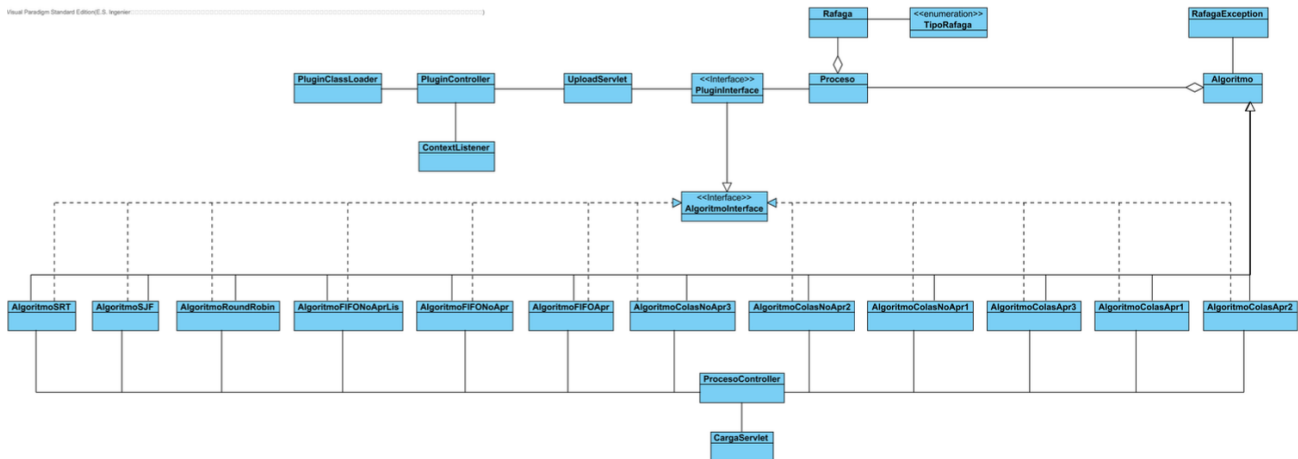 Visual Paradigm Standard Edition(E.S. Ingenier
Rafaga
<<enumeration>>
TipoRafaga
RafagaException
PluginClassLoader
PluginController
UploadServlet
<<Interface>>
PluginInterface
Proceso
Algoritmo
ContextListener
<<Interface>>
AlgoritmoInterface
AlgoritmoSRT
AlgoritmoSJF
AlgoritmoRoundRobin
AlgoritmoFIFONoAprLis
AlgoritmoFIFONoApr
AlgoritmoFIFOApr
AlgoritmoColasNoApr3
AlgoritmoColasNoApr2
AlgoritmoColasNoApr1
AlgoritmoColasApr3
AlgoritmoColasApr1
AlgoritmoColasApr2
ProcesoController
CargaServlet